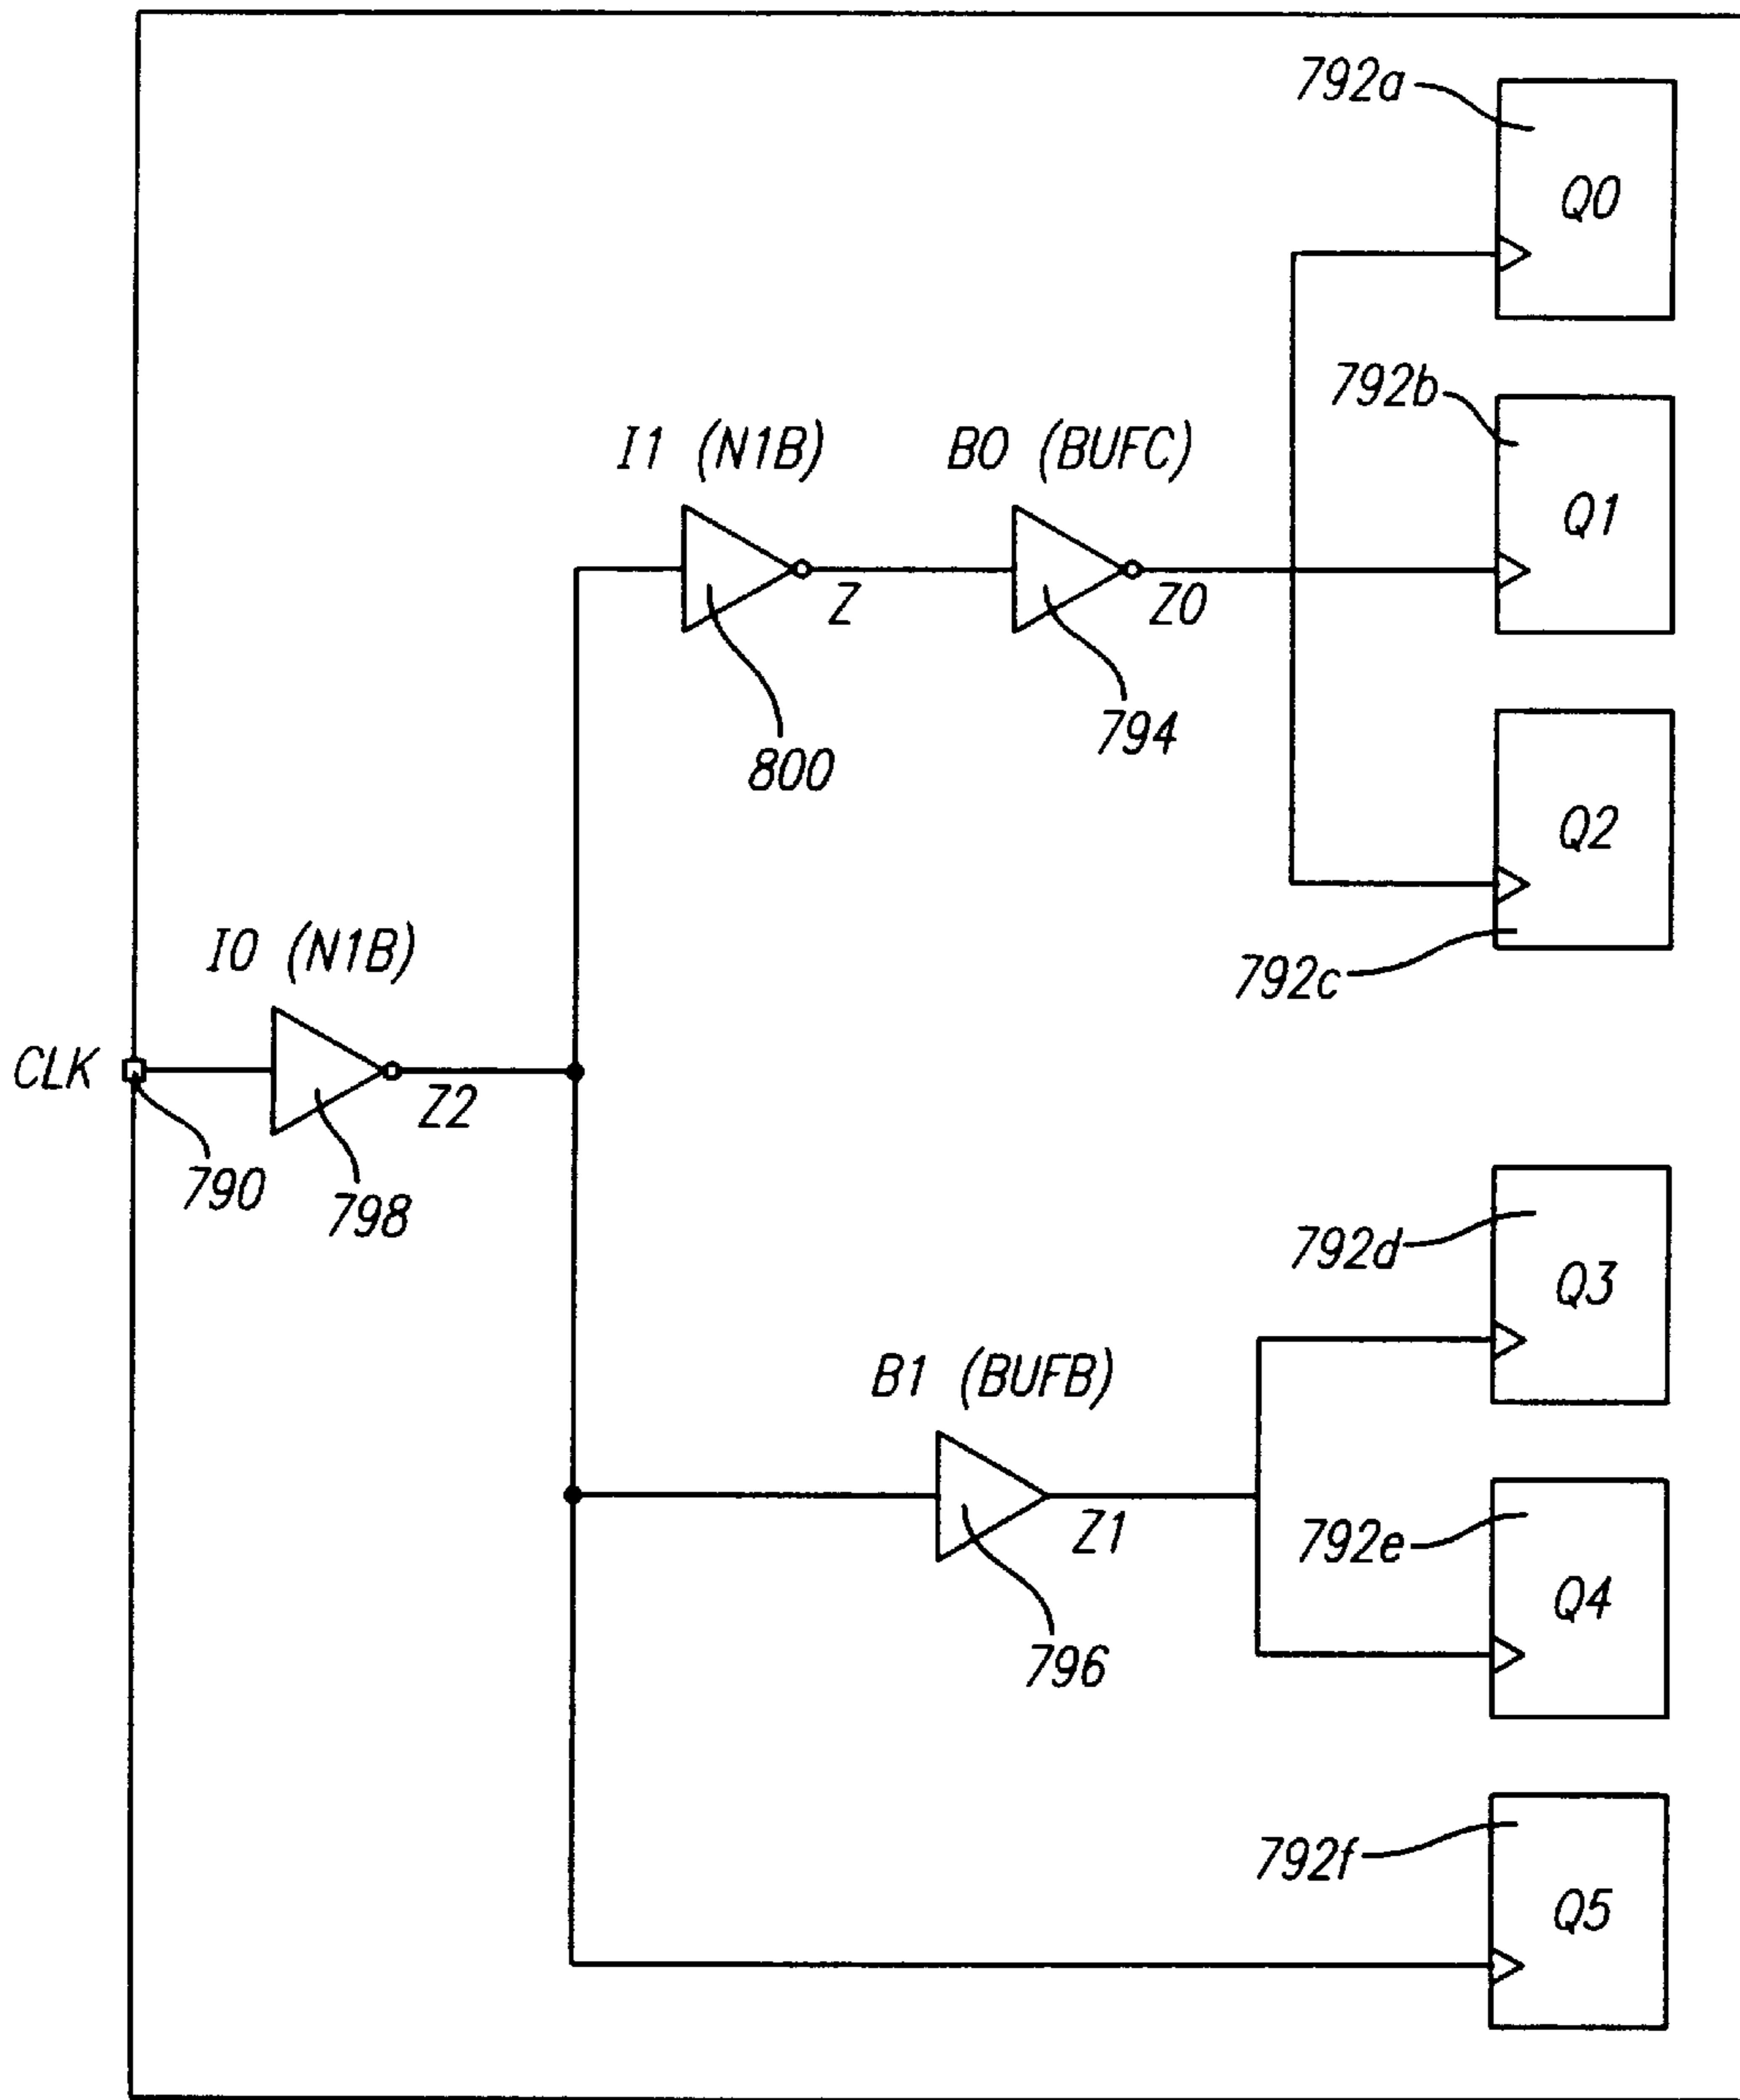 792a
Q0
792b
I1 (N1B)
B0 (BUFC)
Q1
Z
Z0
794
800
Q2
I0 (N1B)
792c
CLK
Z2
790
798
792d
Q3
B1 (BUFB)
Z1
792e
Q4
796
792f
Q5